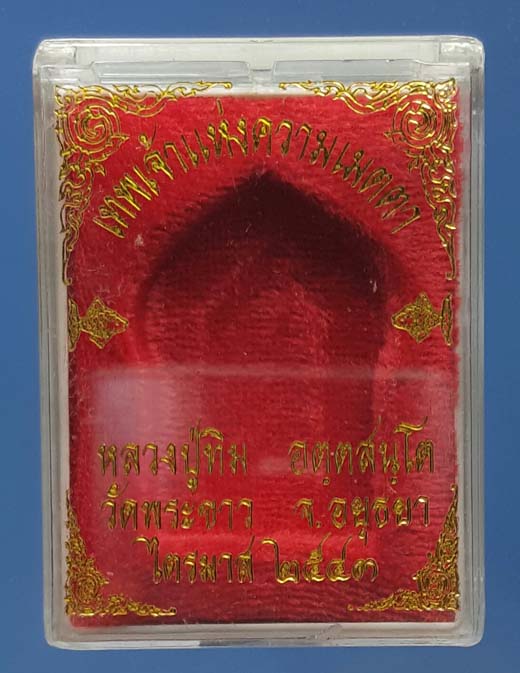 เทพเจ้าแห่งความเมตตา
หลวงปู่ทิม อตฺตสนฺโต
วัดพระขาว จ.อยุธยา
ไตรมาส ๒๕๔๓